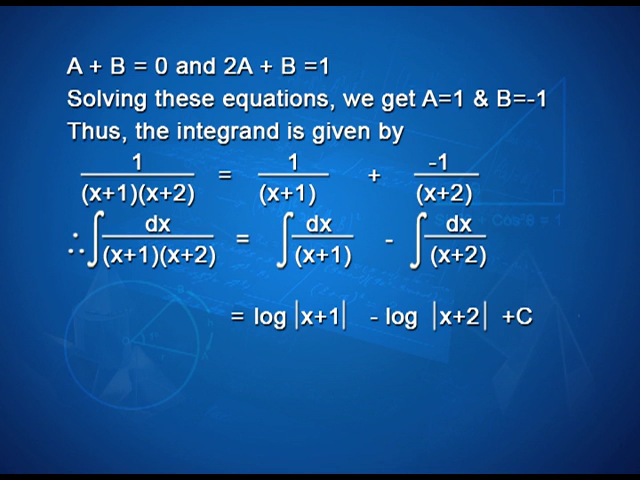 A + B = 0 and 2A + B =1
Solving these equations, we get A=1 & B=-1
Thus, the integrand is given by
1/(x+1)(x+2) = 1/(x+1) + -1/(x+2)
∴∫dx/(x+1)(x+2) = ∫dx/(x+1) - ∫dx/(x+2)
= log |x+1| - log |x+2| +C